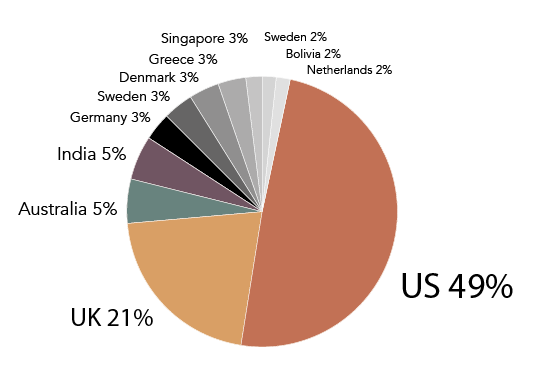 Singapore 3%
Sweden 2%
Greece 3%
Bolivia 2%
Denmark 3%
Netherlands 2%
Sweden 3%
Germany 3%
India 5%
Australia 5%
US 49%
UK 21%